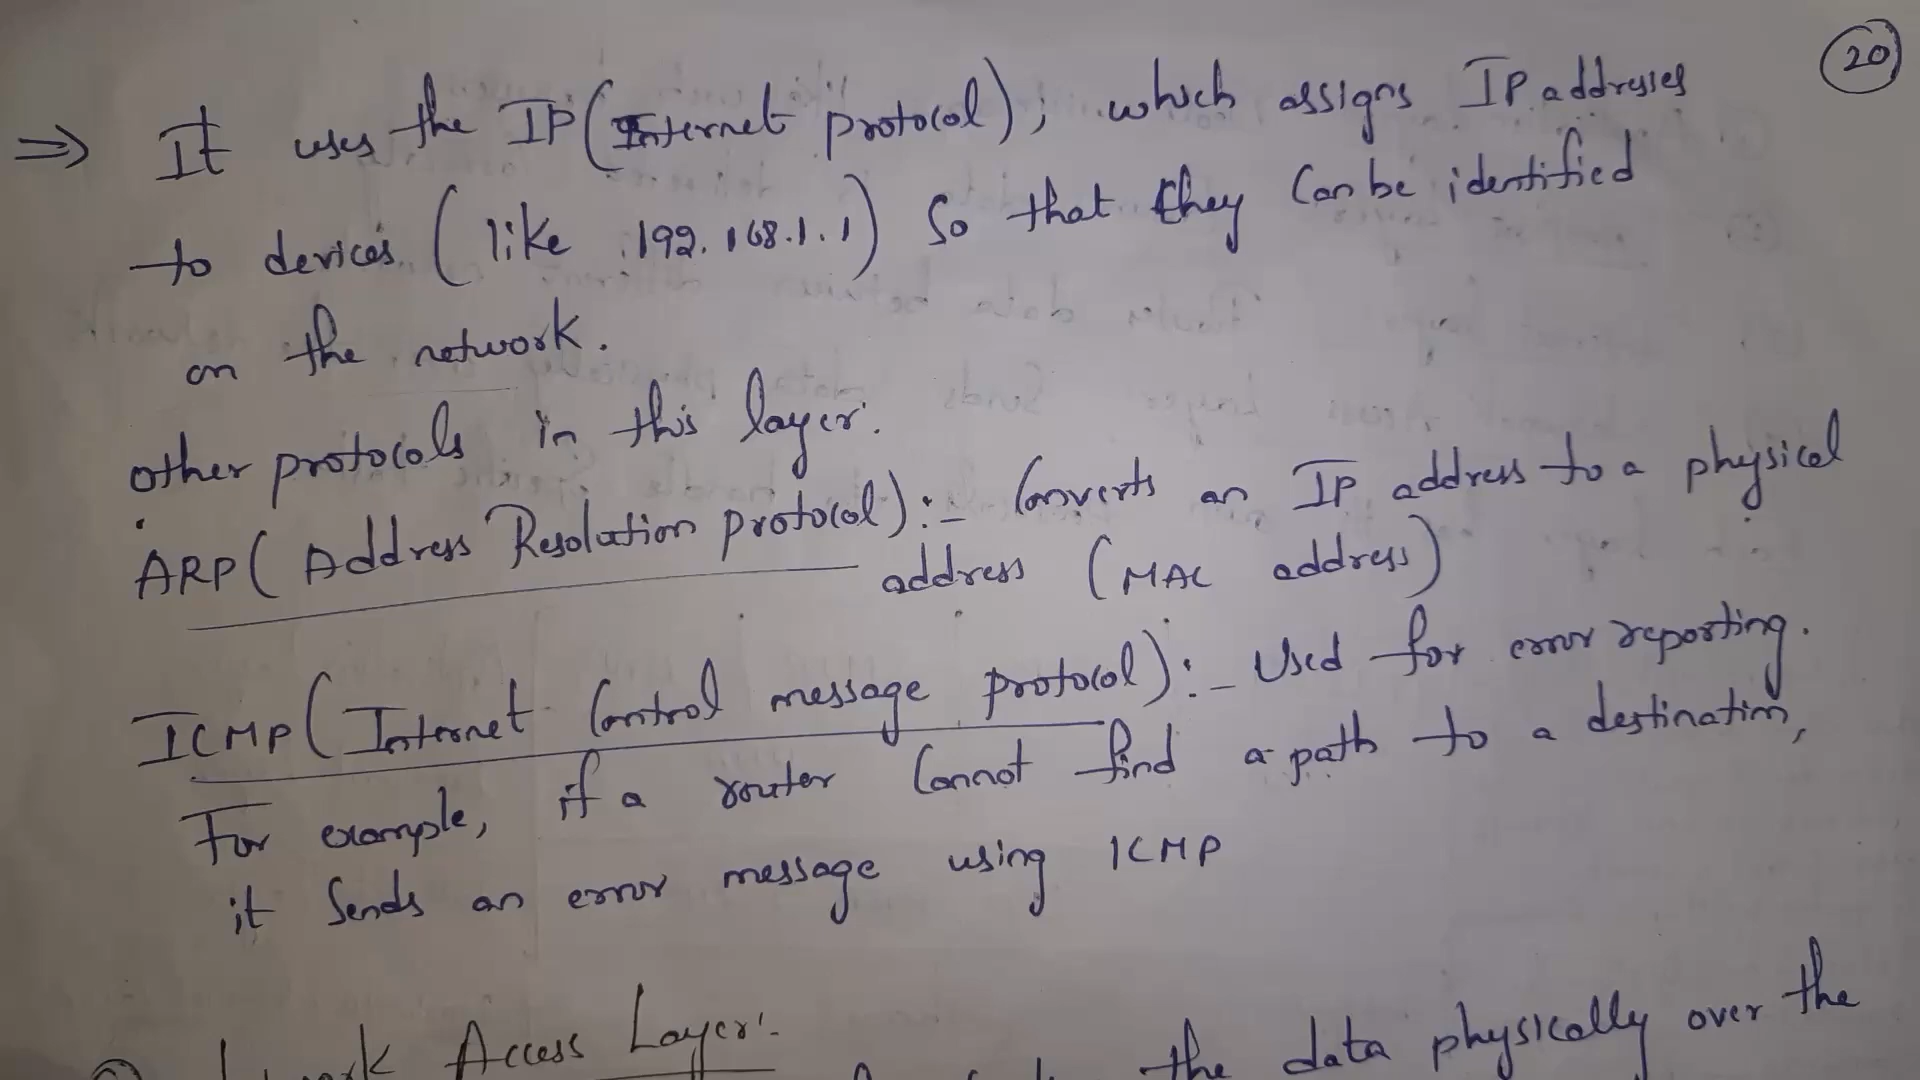 20
⇒ It uses the IP (Internet protocol); which assigns IP addresses
to devices (like 192.168.1.1) So that they Can be identified
on the network.
other protocols in this layer.
ARP( Address Resolution protocol):- Converts an IP address to a physical
address (MAC address)
ICMP( Internet Control message protocol):- Used for error reporting.
For example, if a router Cannot find a path to a destination,
it Sends an error message using ICMP
Access Layer:-
the data physically over the